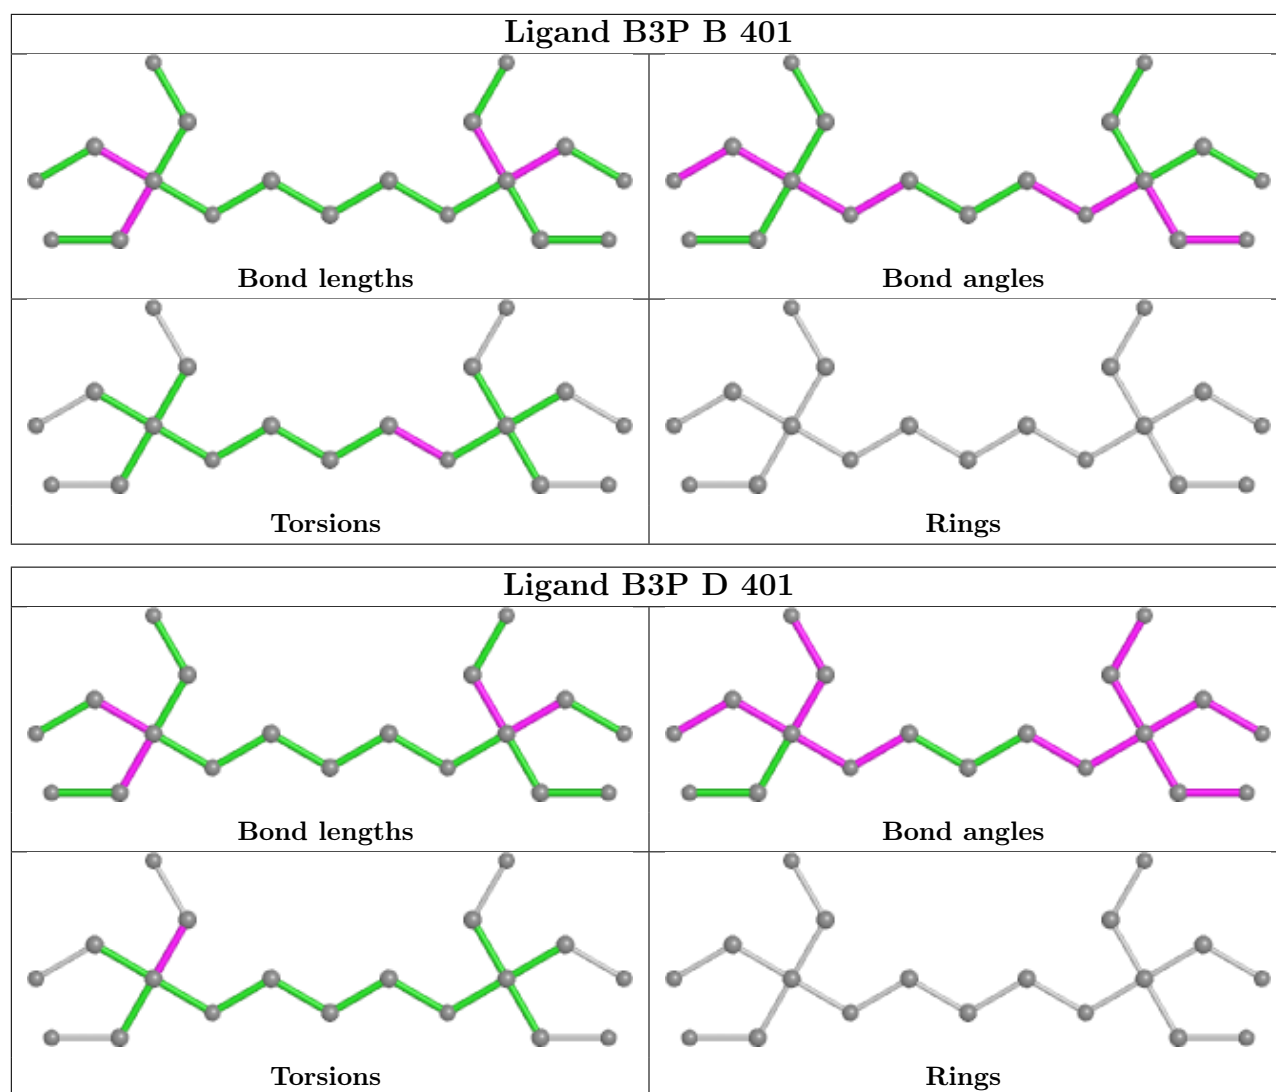 Ligand B3P B 401
Bond lengths
Bond angles
Torsions
Rings
Ligand B3P D 401
Bond lengths
Bond angles
Torsions
Rings